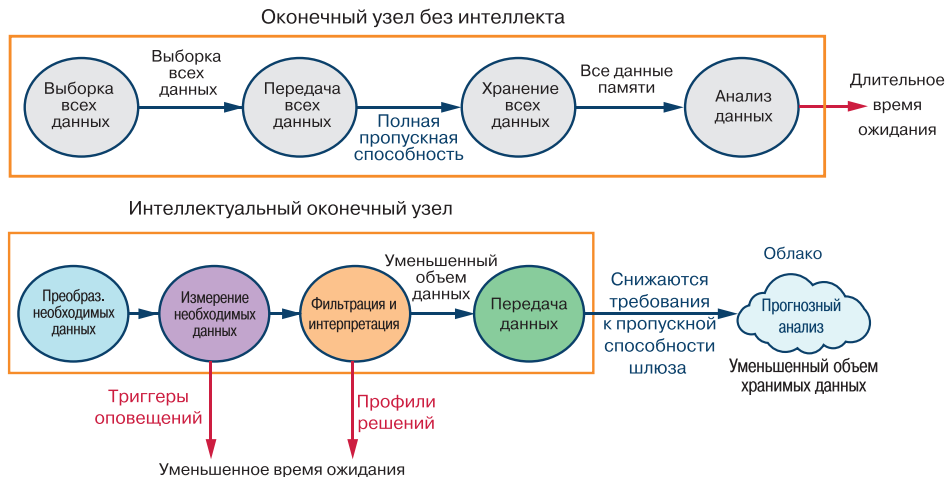 Оконечный узел без интеллекта
Выборка
всех
данных
Выборка
всех
данных
Передача
всех
данных
Полная
пропускная
способность
Хранение
всех
данных
Все данные
памяти
Анализ
данных
Длительное
время
ожидания
Интеллектуальный оконечный узел
Преобраз.
необходимых
данных
Измерение
необходимых
данных
Фильтрация и
интерпретация
Уменьшенный
объем
данных
Передача
данных
Снижаются
требования
к пропускной
способности
шлюза
Облако
Прогнозный
анализ
Уменьшенный объем
хранимых данных
Триггеры
оповещений
Профили
решений
Уменьшенное время ожидания